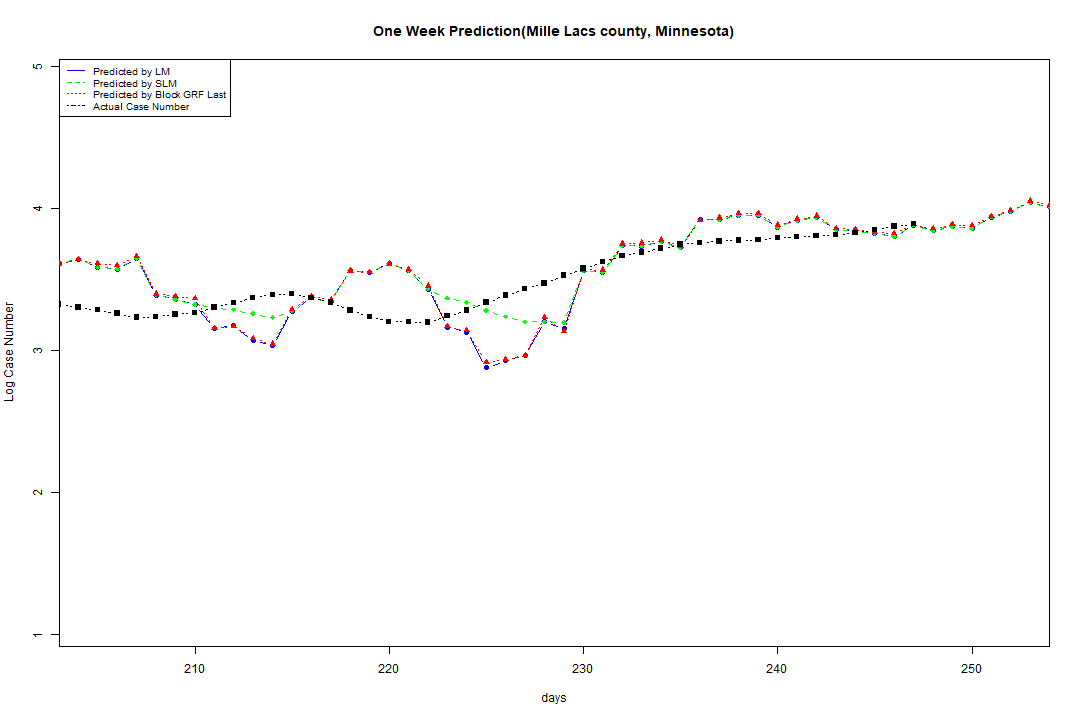 One Week Prediction(Mille Lacs county, Minnesota)
5
Predicted by LM
Predicted by SLM
Predicted by Block GRF Last
Actual Case Number
4
3
2
1
Log Case Number
210
220
230
240
250
days